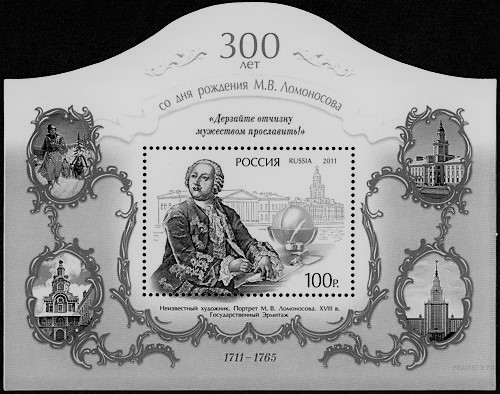 300
ЛЕТ
СО ДНЯ РОЖДЕНИЯ М.В. ЛОМОНОСОВА
«Дерзайте отчизну
мужеством прославить!»
РОССИЯ RUSSIA 2011
100р.
Неизвестный художник. Портрет М. В. Ломоносова. XVIII в.
Государственный Эрмитаж
1711-1765